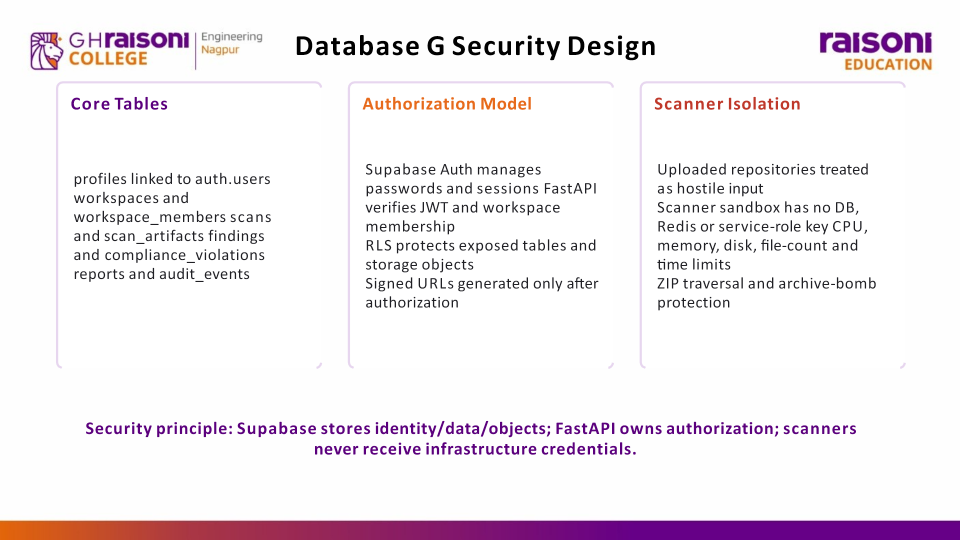 GHRAISONI
COLLEGE
Engineering
Nagpur
Database G Security Design
raisoni
EDUCATION
Core Tables
profiles linked to auth.users
workspaces and
workspace_members scans
and scan_artifacts findings
and compliance_violations
reports and audit_events
Authorization Model
Supabase Auth manages
passwords and sessions FastAPI
verifies JWT and workspace
membership
RLS protects exposed tables and
storage objects
Signed URLs generated only after
authorization
Scanner Isolation
Uploaded repositories treated
as hostile input
Scanner sandbox has no DB,
Redis or service-role key CPU,
memory, disk, file-count and
time limits
ZIP traversal and archive-bomb
protection
Security principle: Supabase stores identity/data/objects; FastAPI owns authorization; scanners
never receive infrastructure credentials.